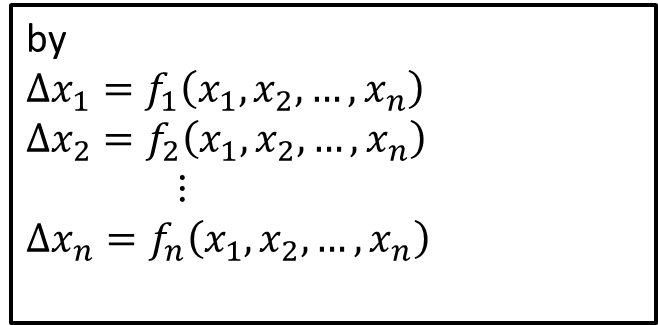 by
Δx₁ = f₁(x₁, x₂, … , xₙ)
Δx₂ = f₂(x₁, x₂, … , xₙ)
⋮
Δxₙ = fₙ(x₁, x₂, … , xₙ)